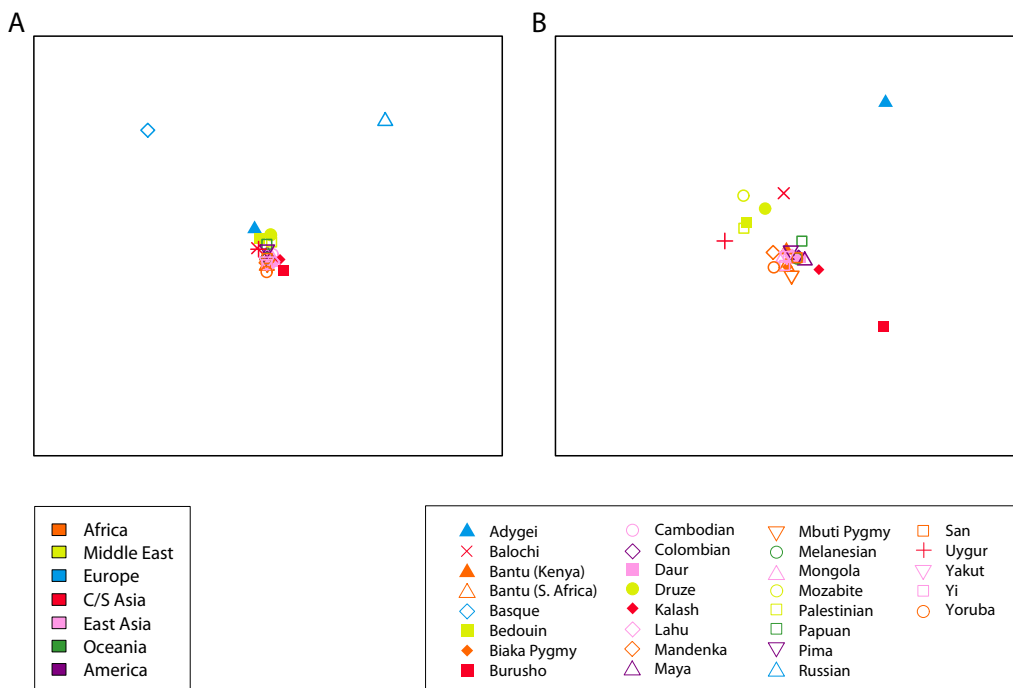 A
B
Africa
Middle East
Europe
C/S Asia
East Asia
Oceania
America
Adygei
Balochi
Bantu (Kenya)
Bantu (S. Africa)
Basque
Bedouin
Biaka Pygmy
Burusho
Cambodian
Colombian
Daur
Druze
Kalash
Lahu
Mandenka
Maya
Mbuti Pygmy
Melanesian
Mongola
Mozabite
Palestinian
Papuan
Pima
Russian
San
Uygur
Yakut
Yi
Yoruba